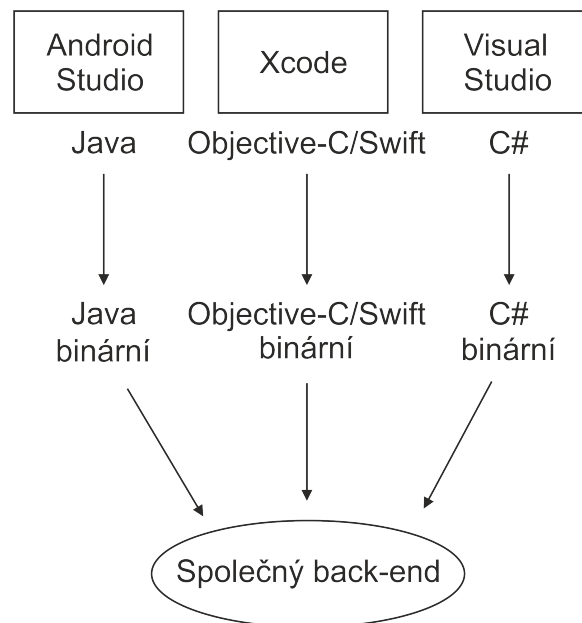 Android
Studio
Xcode
Visual
Studio
Java
Objective-C/Swift
C#
Java
binární
Objective-C/Swift
binární
C#
binární
Společný back-end